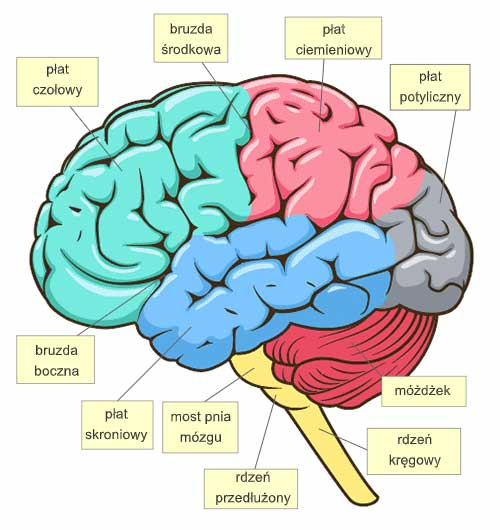 bruzda
środkowa
płat
ciemieniowy
płat
czołowy
płat
potyliczny
bruzda
boczna
płat
skroniowy
most pnia
mózgu
móżdżek
rdzeń
kręgowy
rdzeń
przedłużony